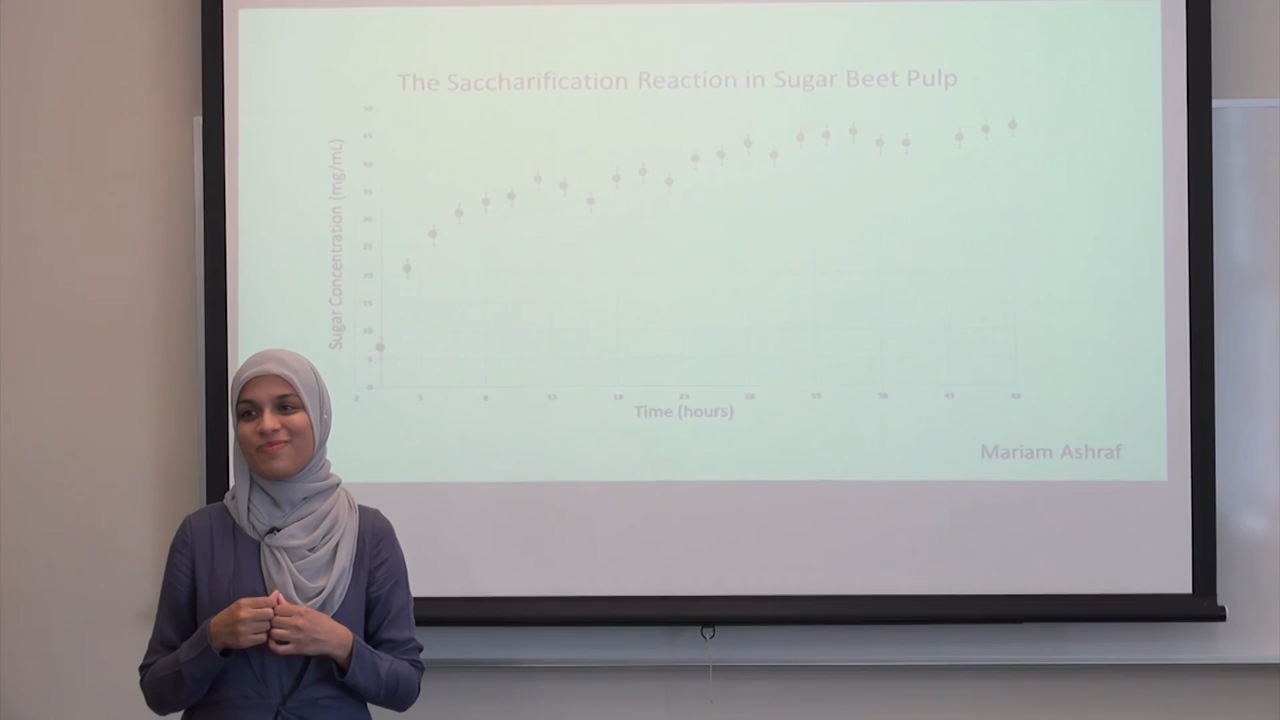 The Saccharification Reaction in Sugar Beet Pulp
Sugar Concentration (mg/mL)
Time (hours)
Mariam Ashraf